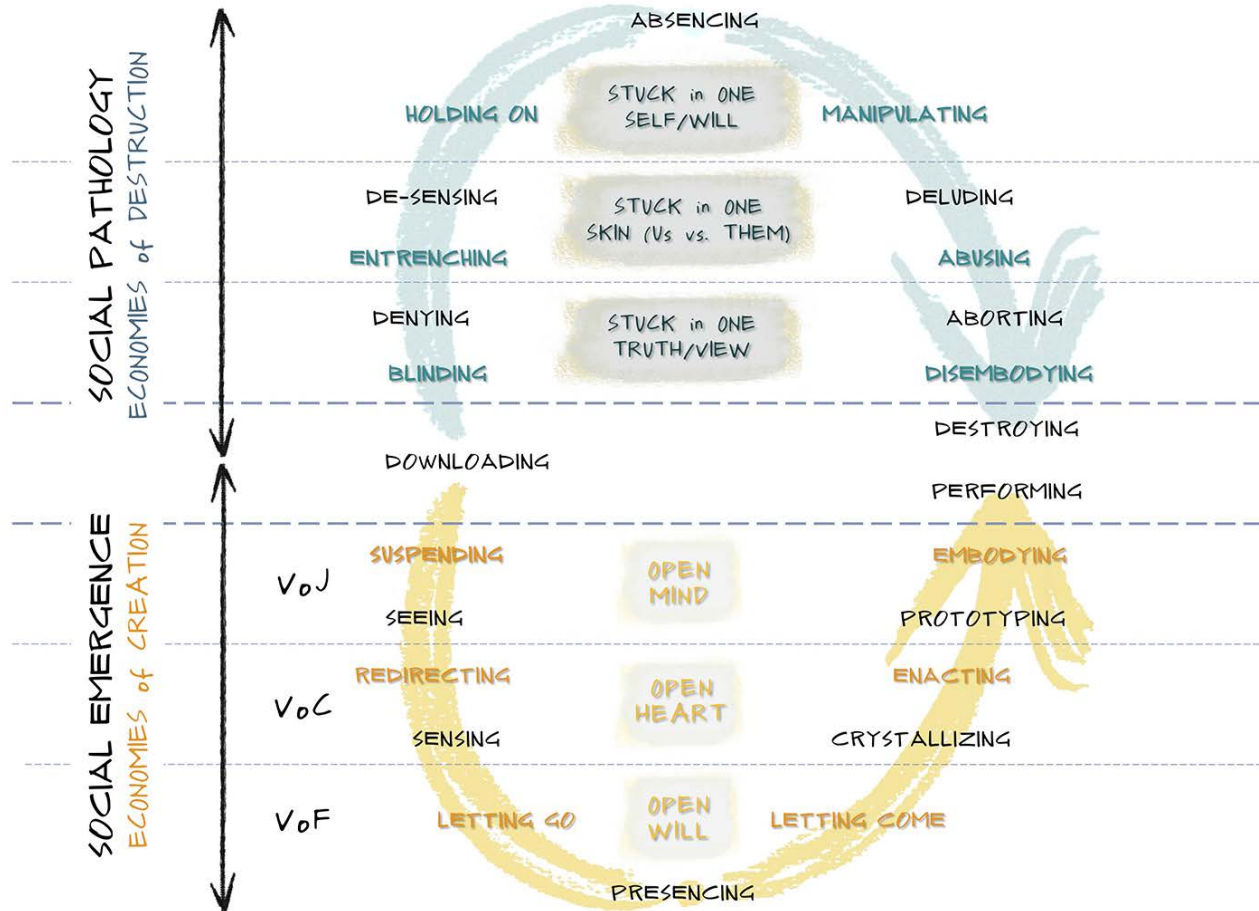 SOCIAL PATHOLOGY
ECONOMIES of DESTRUCTION
ABSENCING
HOLDING ON
STUCK in ONE
SELF/WILL
MANIPULATING
DE-SENSING
STUCK in ONE
SKIN (Us vs. THEM)
DELUDING
ENTRENCHING
ABUSING
DENYING
STUCK in ONE
TRUTH/VIEW
ABORTING
BLINDING
DISEMBODYING
DESTROYING
DOWNLOADING
PERFORMING
SOCIAL EMERGENCE
ECONOMIES of CREATION
VoJ
SUSPENDING
OPEN
MIND
EMBODYING
SEEING
PROTOTYPING
VoC
REDIRECTING
OPEN
HEART
ENACTING
SENSING
CRYSTALLIZING
VoF
LETTING GO
OPEN
WILL
LETTING COME
PRESENCING